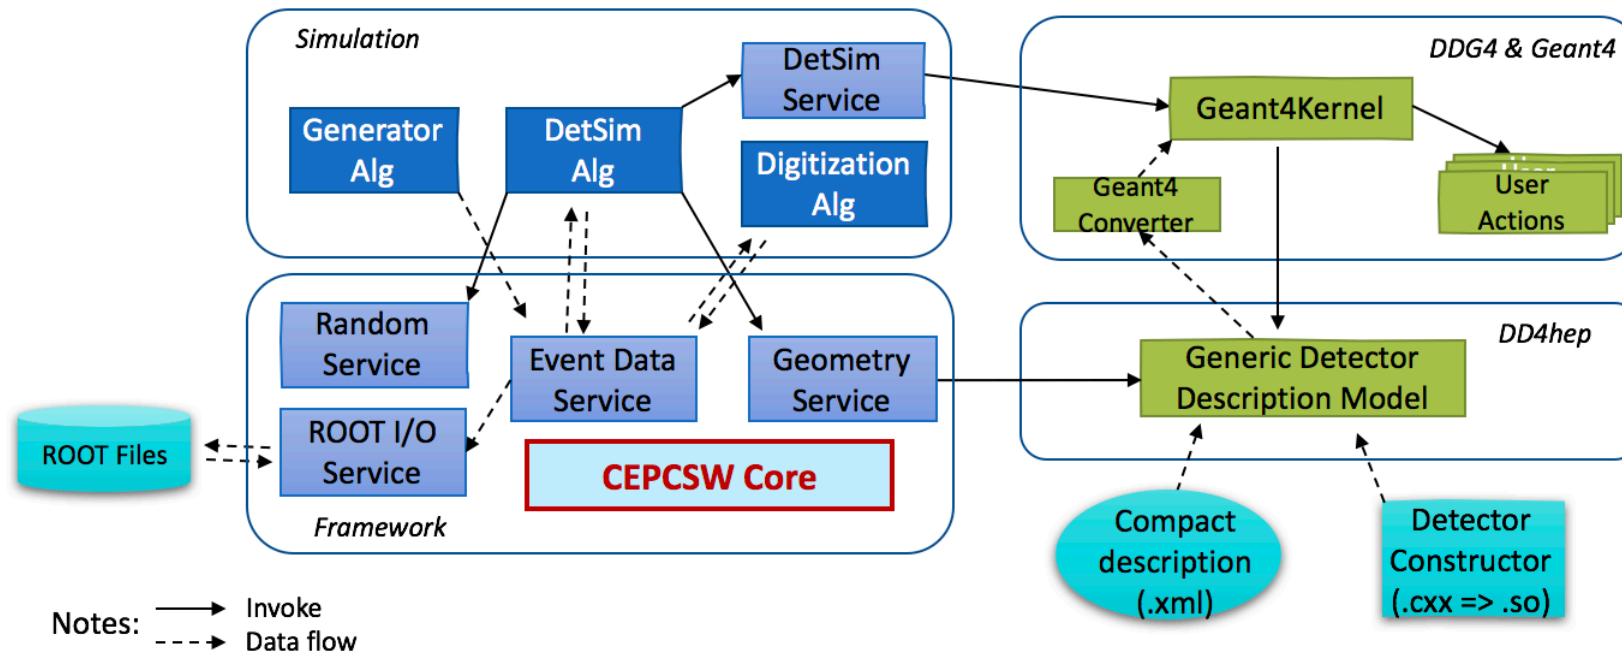 Simulation
Generator
Alg
DetSim
Alg
DetSim
Service
Digitization
Alg
DDG4 & Geant4
Geant4Kernel
Geant4
Converter
User
Actions
Random
Service
Event Data
Service
Geometry
Service
ROOT I/O
Service
CEPCSW Core
Framework
ROOT Files
DD4hep
Generic Detector
Description Model
Compact
description
(.xml)
Detector
Constructor
(.cxx => .so)
Notes:
Invoke
Data flow